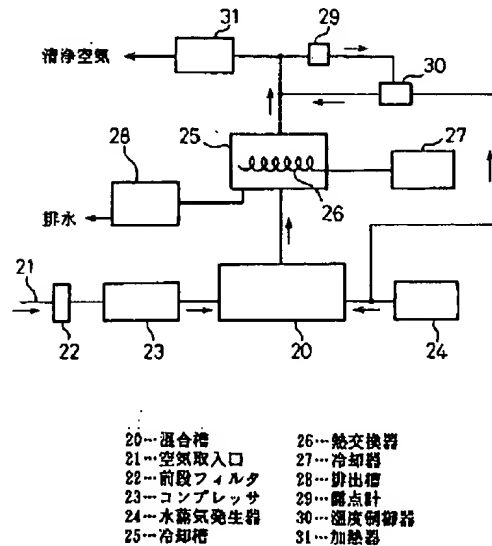 31
29
清浄空気
30
25
27
28
26
排水
21
22
23
20
24
20…混合槽
21…空気取入口
22…前段フィルタ
23…コンプレッサ
24…水蒸気発生器
25…冷却槽
26…熱交換器
27…冷却器
28…排出槽
29…露点計
30…湿度制御器
31…加熱器